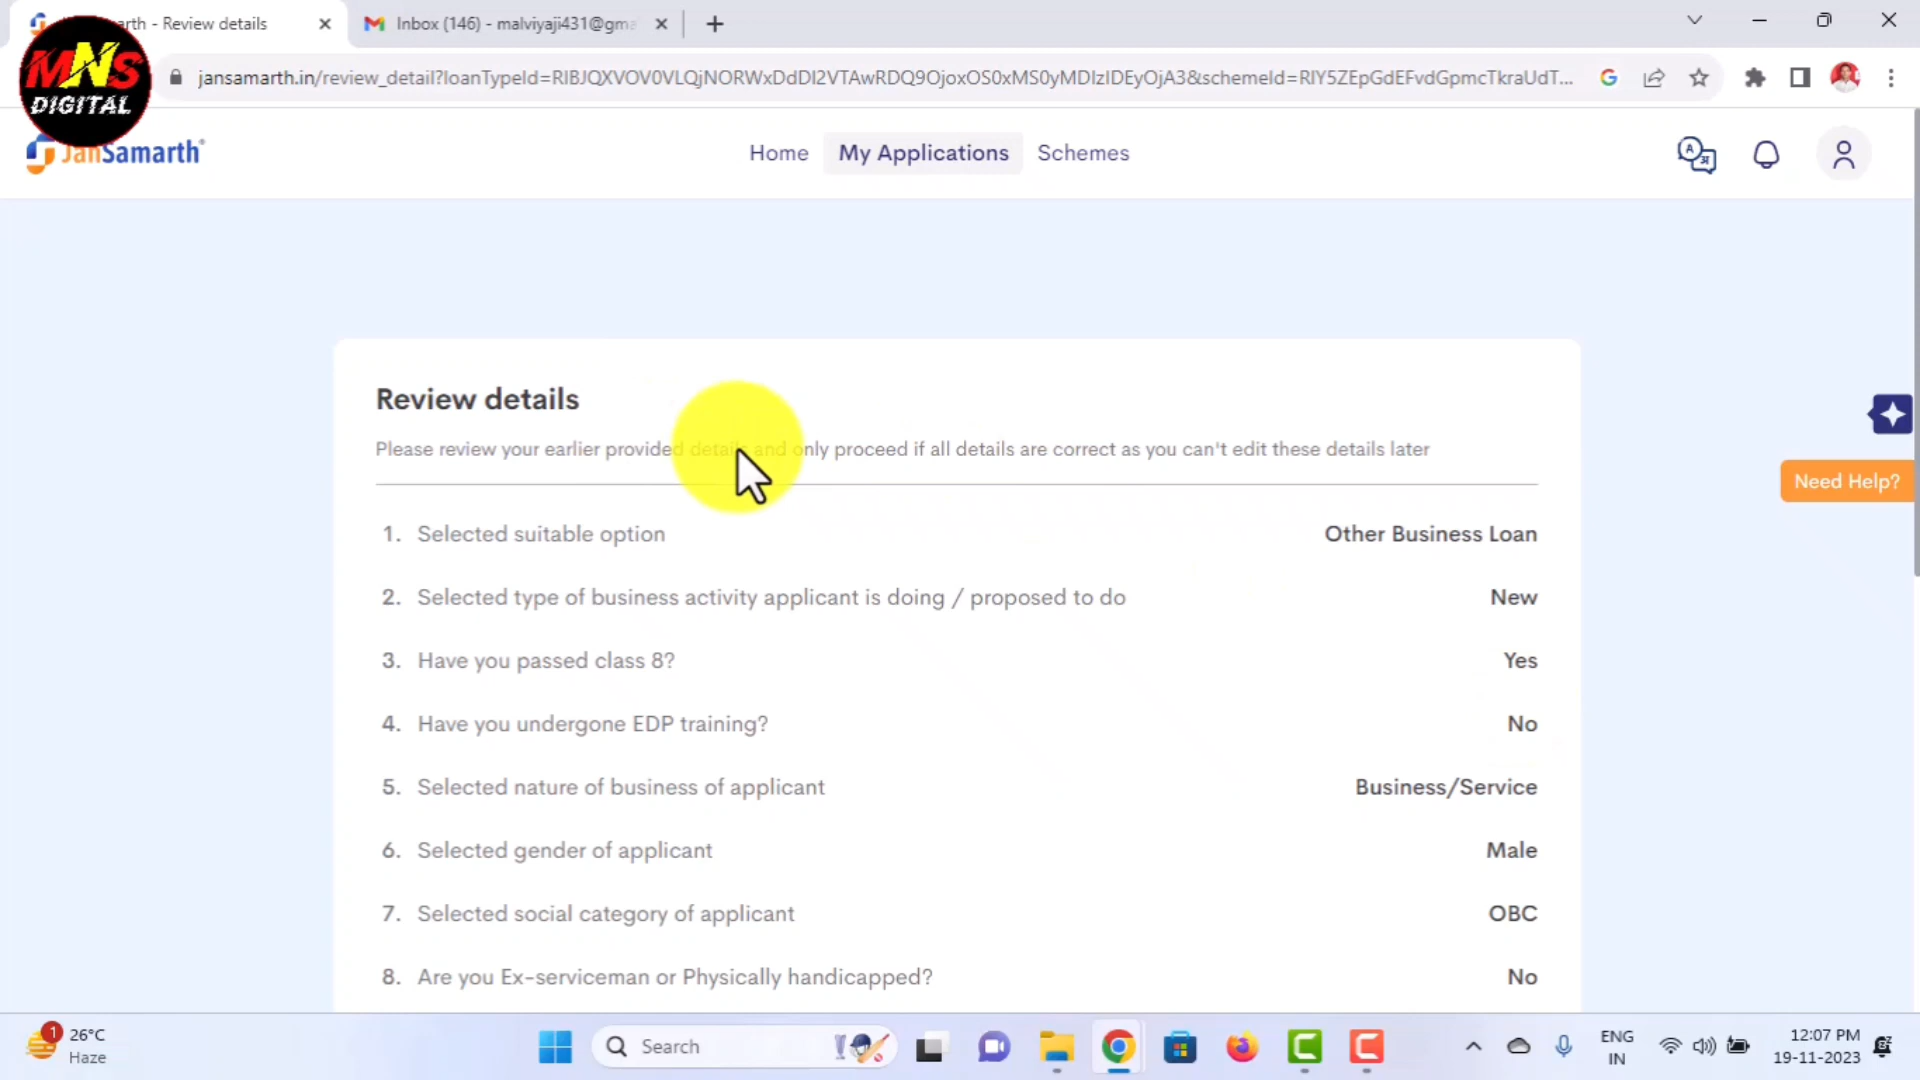 arth - Review details
Inbox (146) - malviyaji431@gma
MNS
DIGITAL
jansamarth.in/review_detail?loanTypeId=RlBJQXVOV0VLQjNORWxDdDI2VTAwRDQ9OjoxOS0xMS0yMDIzIDEyOjA3&schemeId=RlY5ZEpGdEFvdGpmcTkraUdT...
JanSamarth
Home
My Applications
Schemes
Review details
Please review your earlier provided details and only proceed if all details are correct as you can't edit these details later
Need Help?
1. Selected suitable option Other Business Loan
2. Selected type of business activity applicant is doing / proposed to do New
3. Have you passed class 8? Yes
4. Have you undergone EDP training? No
5. Selected nature of business of applicant Business/Service
6. Selected gender of applicant Male
7. Selected social category of applicant OBC
8. Are you Ex-serviceman or Physically handicapped? No
1
26°C
Haze
Search
ENG
IN
12:07 PM
19-11-2023